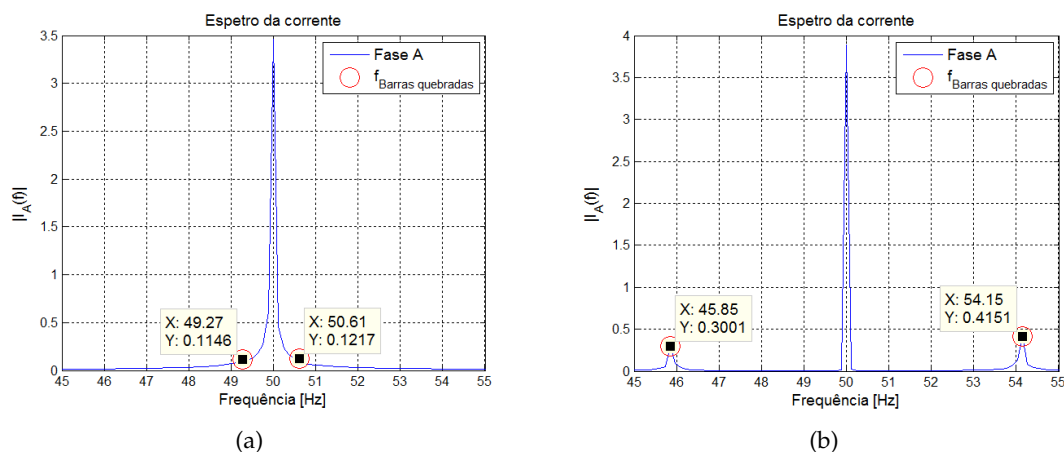 Espetro da corrente
3.5
3
2.5
2
1.5
1
0.5
0
|I_A(f)|
Fase A
f_Barras quebradas
X: 49.27
Y: 0.1146
X: 50.61
Y: 0.1217
45 46 47 48 49 50 51 52 53 54 55
Frequência [Hz]
(a)
Espetro da corrente
4
3.5
3
2.5
2
1.5
1
0.5
0
|I_A(f)|
Fase A
f_Barras quebradas
X: 45.85
Y: 0.3001
X: 54.15
Y: 0.4151
45 46 47 48 49 50 51 52 53 54 55
Frequência [Hz]
(b)